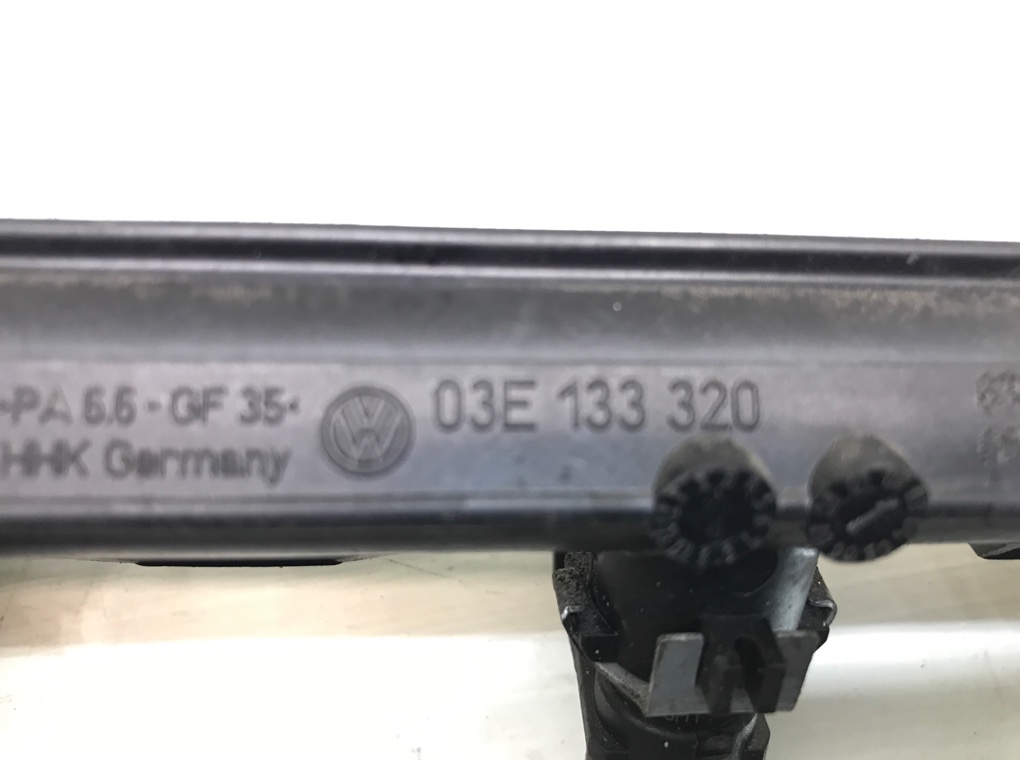 -PA 6.6-GF 35-
03E 133 320
HHK Germany